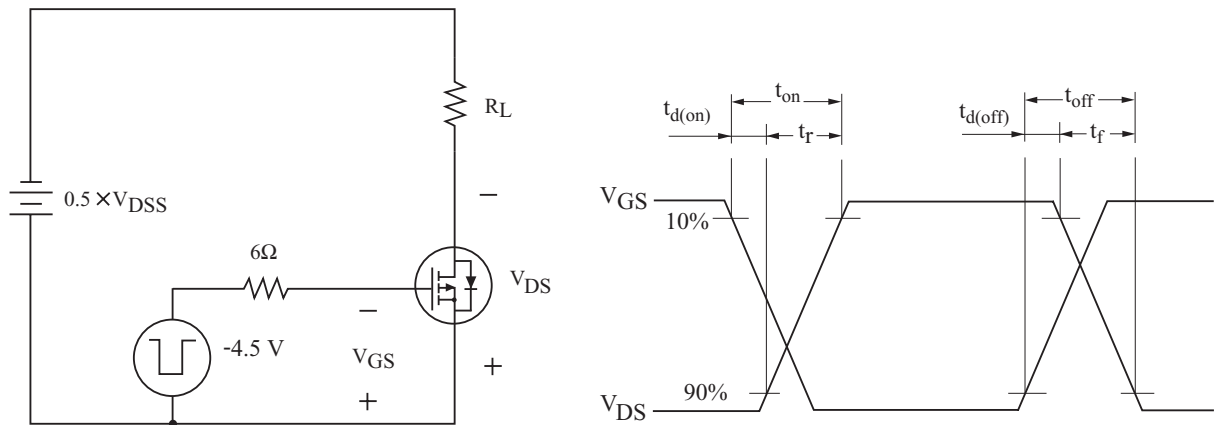 R_L
0.5 ×V_DSS
6Ω
-4.5 V
−
V_DS
+
−
V_GS
+
t_on
t_d(on)
t_r
t_off
t_d(off)
t_f
V_GS
10%
V_DS
90%